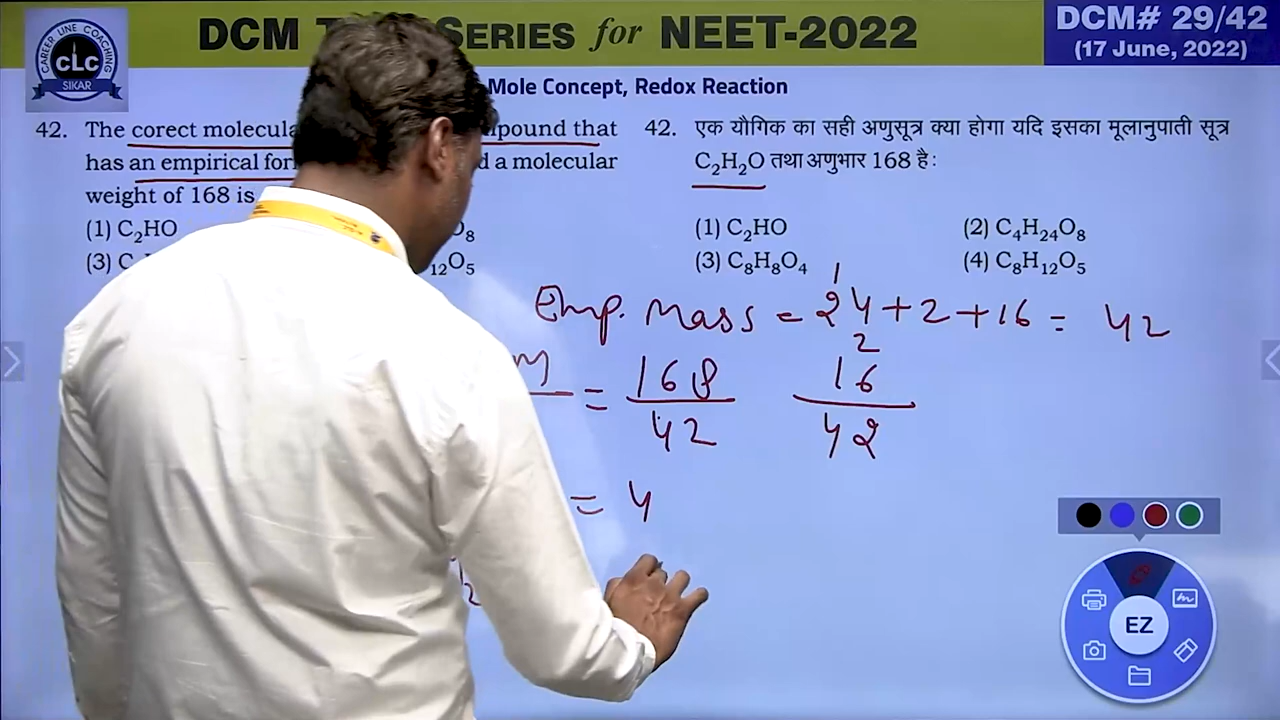 DCM T SERIES for NEET-2022
DCM# 29/42
(17 June, 2022)
CAREER LINE COACHING
CLC
SIKAR
Mole Concept, Redox Reaction
42. The corect molecula pound that
has an empirical for d a molecular
weight of 168 is
(1) C₂HO O₈
(3) C ₁₂O₅
42. एक यौगिक का सही अणुसूत्र क्या होगा यदि इसका मूलानुपाती सूत्र
C₂H₂O तथा अणुभार 168 है :
(1) C₂HO (2) C₄H₂₄O₈
(3) C₈H₈O₄ (4) C₈H₁₂O₅
Emp. Mass = 24 + 2 + 16 = 42
M = 168/42 16/42
= 4
EZ